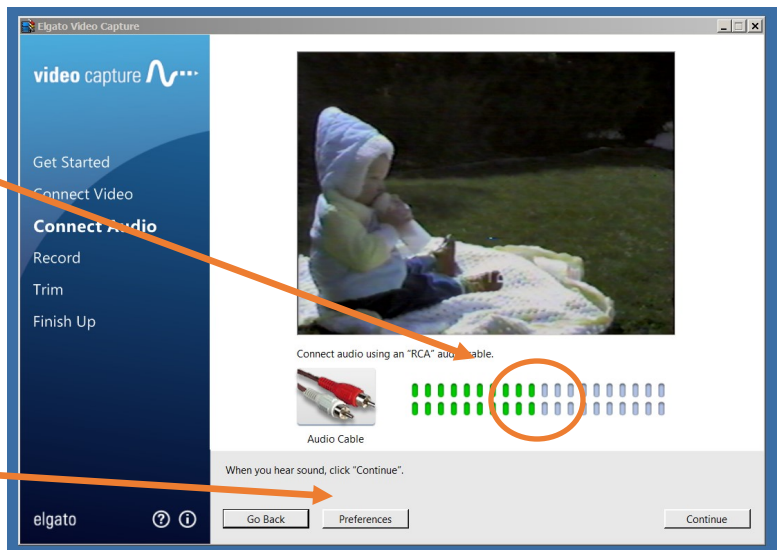 Elgato Video Capture
video capture
Get Started
Connect Video
Connect Audio
Record
Trim
Finish Up
Connect audio using an "RCA" audio cable.
Audio Cable
When you hear sound, click "Continue".
elgato
Go Back
Preferences
Continue